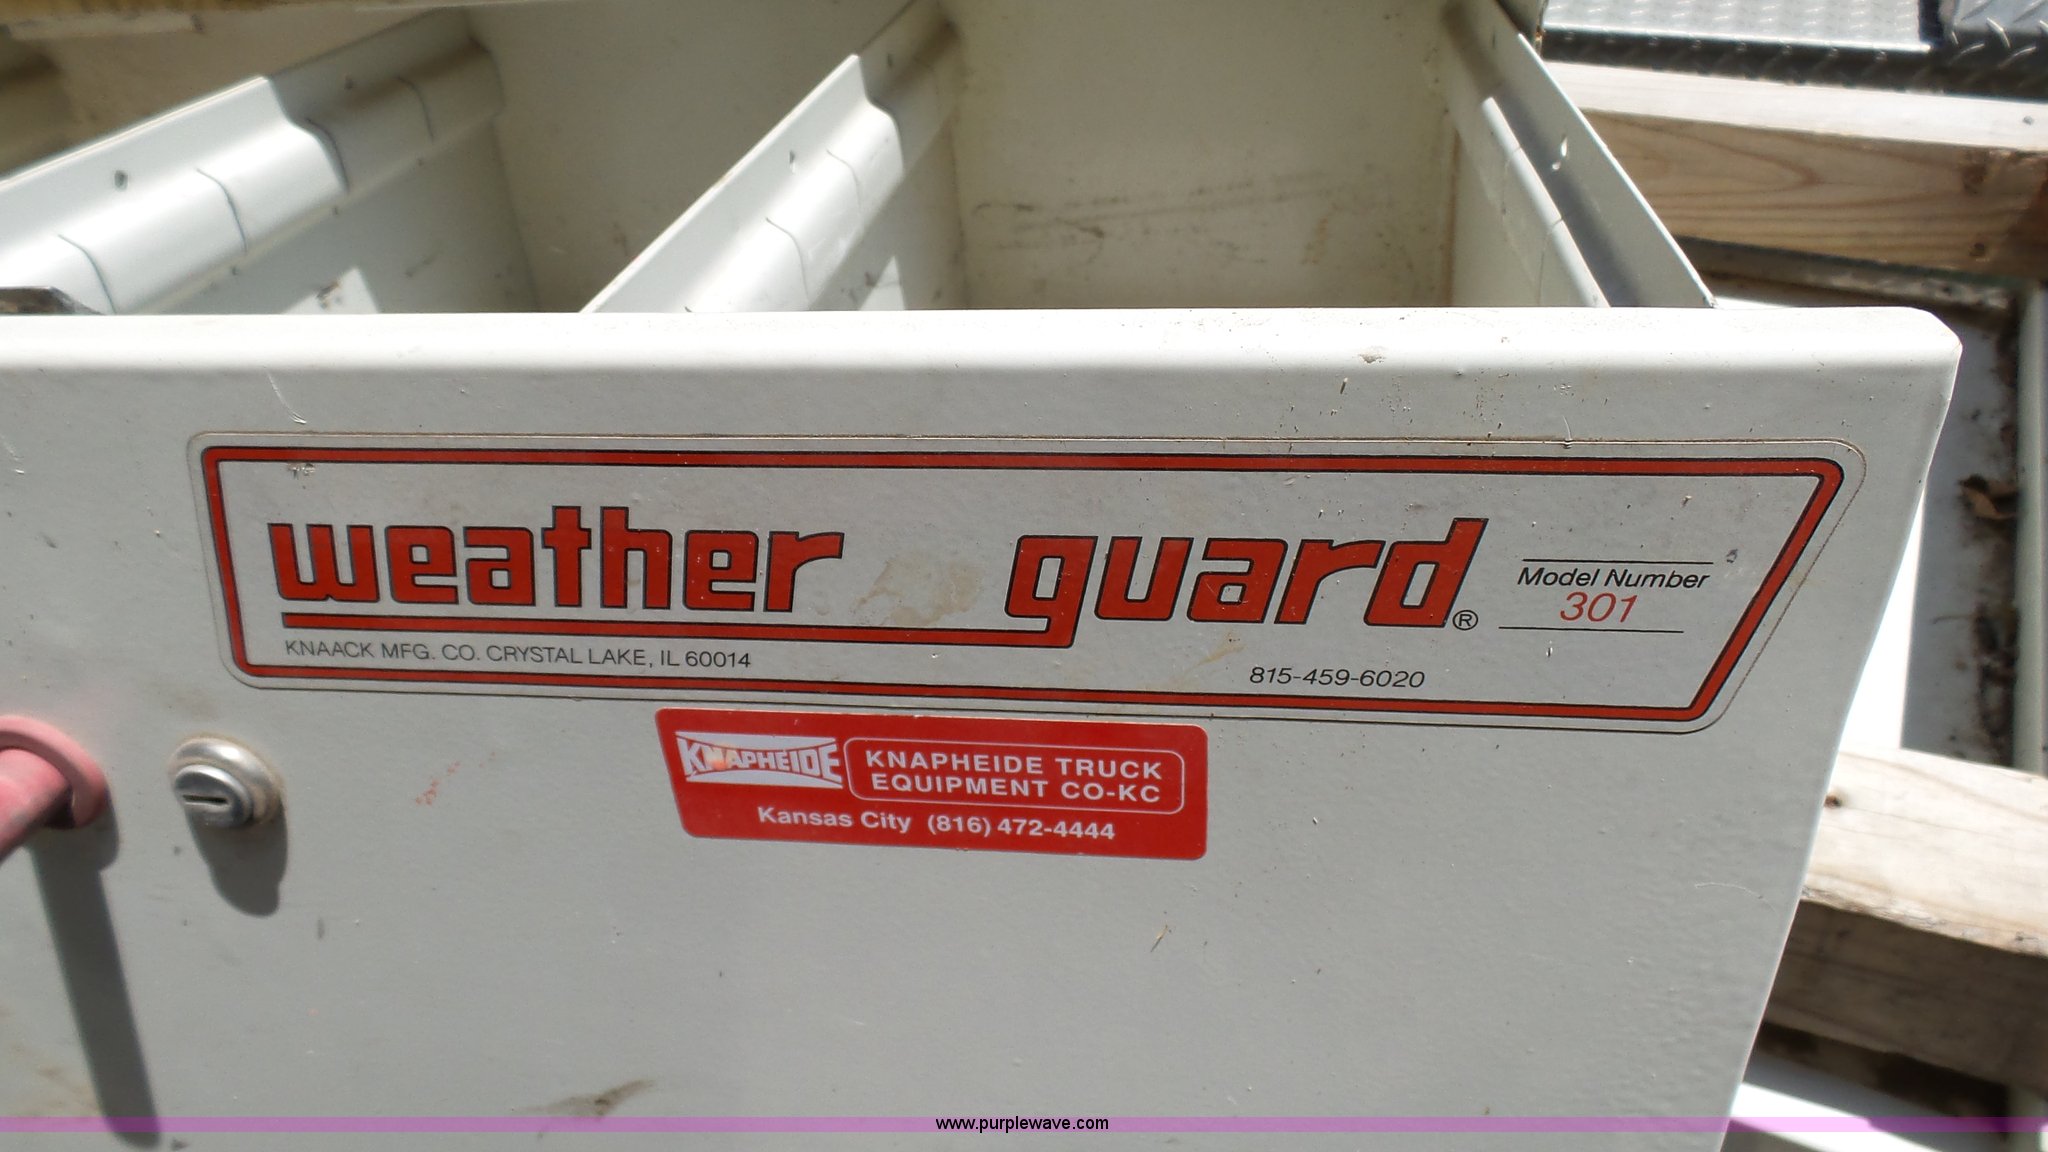 weather guard®
Model Number
301
KNAACK MFG. CO. CRYSTAL LAKE, IL 60014
815-459-6020
KNAPHEIDE
KNAPHEIDE TRUCK
EQUIPMENT CO-KC
Kansas City (816) 472-4444
www.purplewave.com